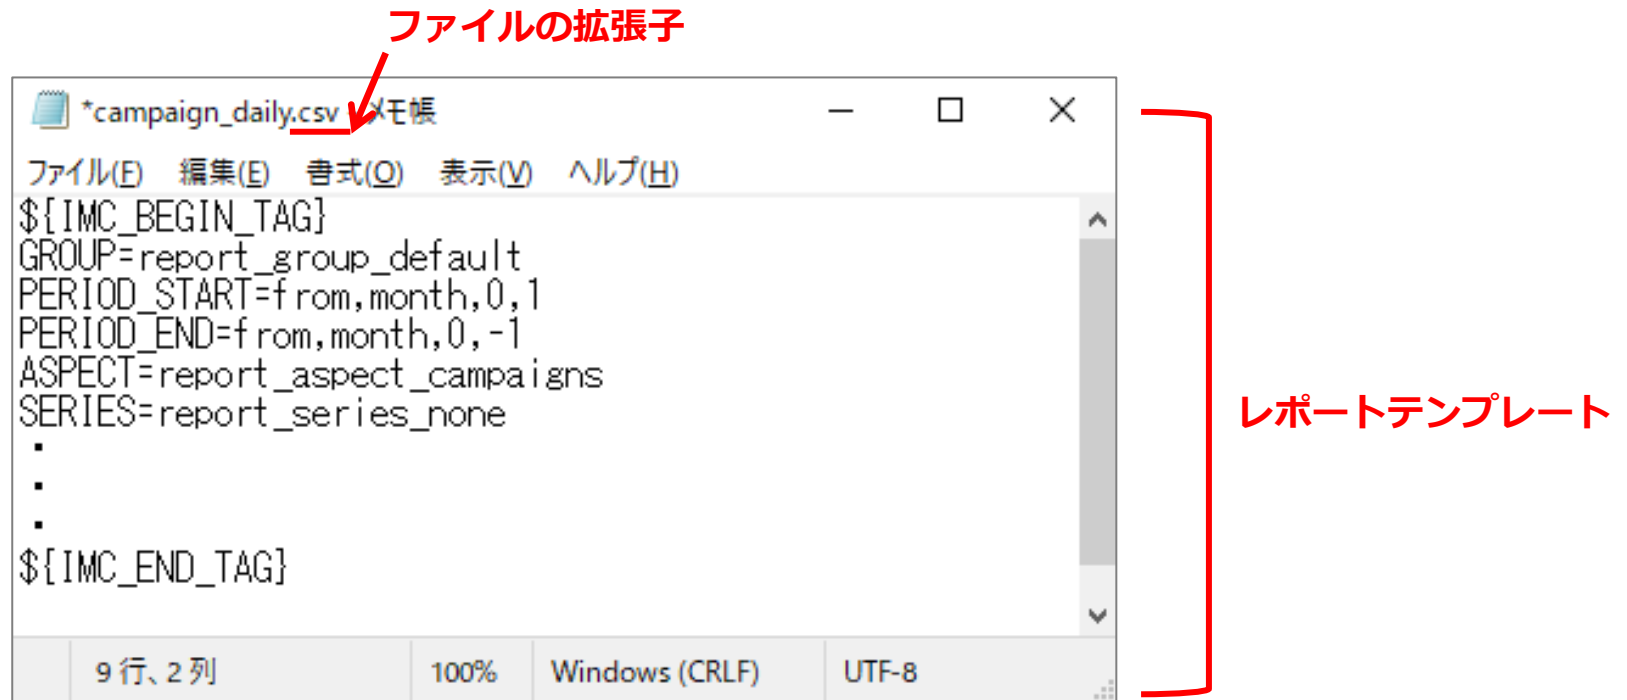 ファイルの拡張子
*campaign_daily.csv メモ帳
ファイル(F) 編集(E) 書式(O) 表示(V) ヘルプ(H)
${IMC_BEGIN_TAG}
GROUP=report_group_default
PERIOD_START=from,month,0,1
PERIOD_END=from,month,0,-1
ASPECT=report_aspect_campaigns
SERIES=report_series_none
・
・
・
${IMC_END_TAG}
レポートテンプレート
9 行、2 列 100% Windows (CRLF) UTF-8